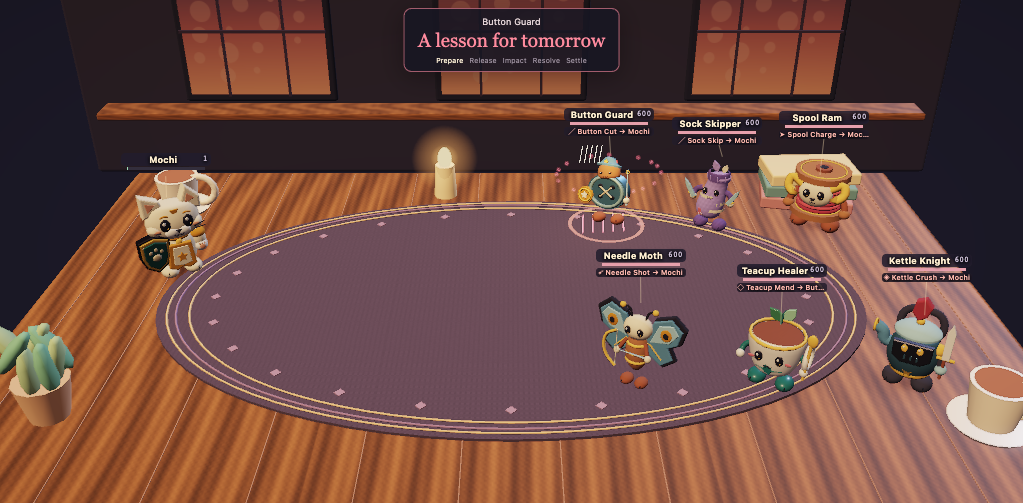 Button Guard
A lesson for tomorrow
Prepare Release Impact Resolve Settle
Button Guard 600
Button Cut → Mochi
Sock Skipper 600
Sock Skip → Mochi
Spool Ram 600
Spool Charge → Moc...
Mochi 1
Needle Moth 600
Needle Shot → Mochi
Teacup Healer 600
Teacup Mend → But...
Kettle Knight 600
Kettle Crush → Mochi